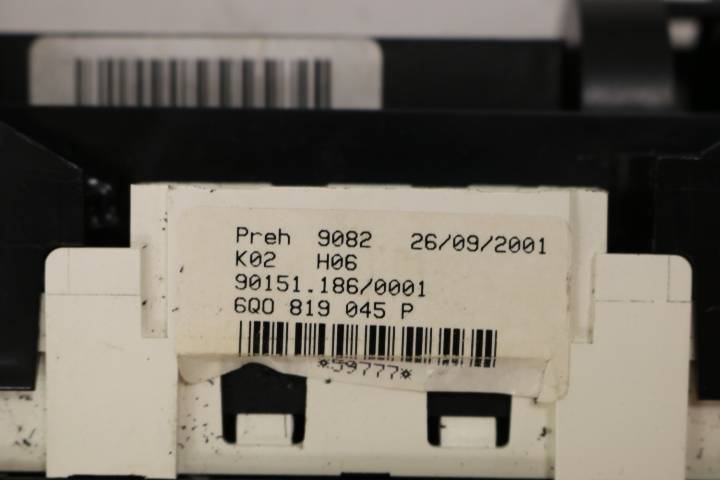 Preh 9082 26/09/2001
K02 H06
90151.186/0001
6Q0 819 045 P
*59777*